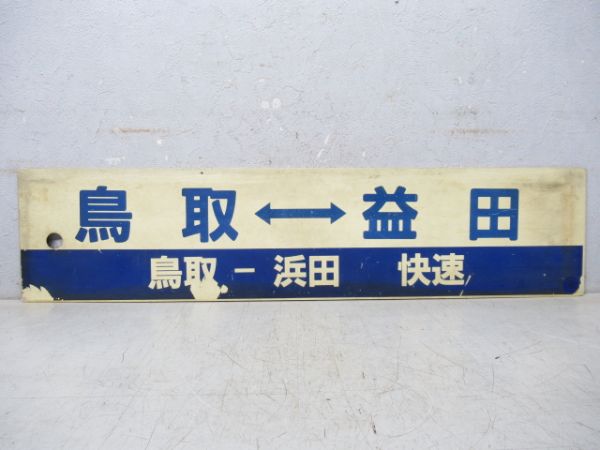 鳥取 ↔ 益田
鳥取 − 浜田 快速